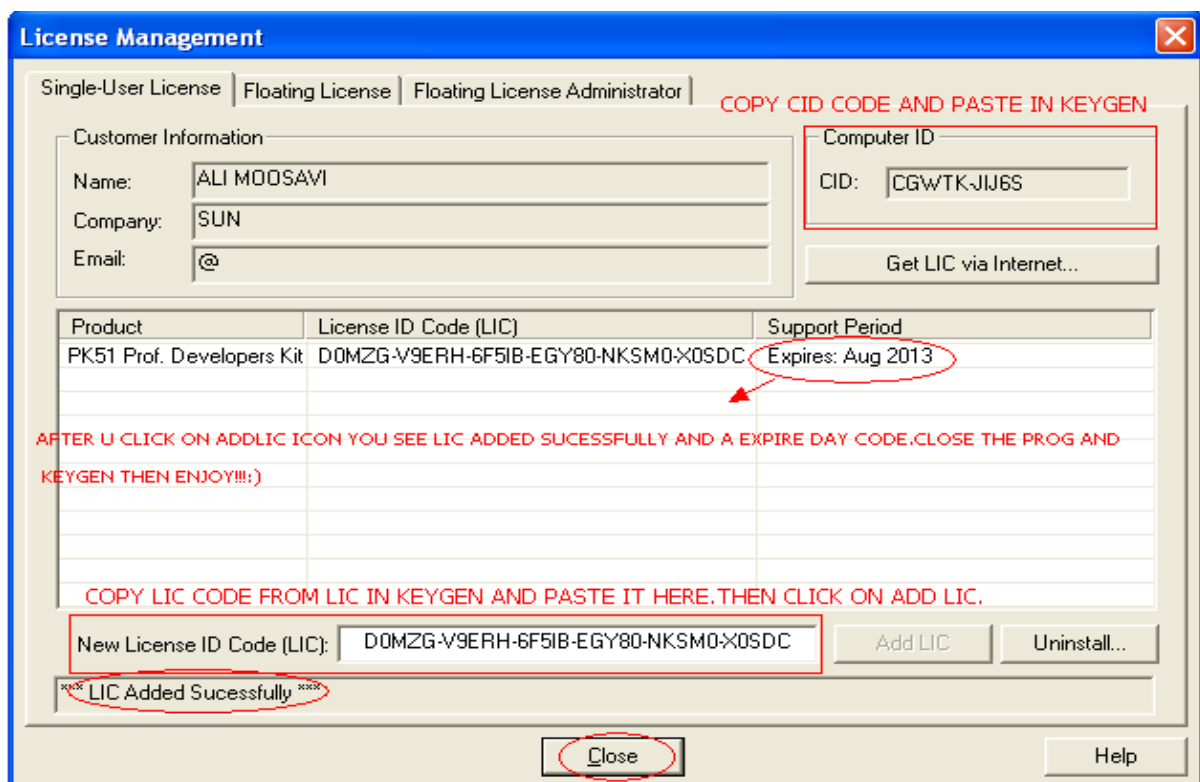 License Management
Single-User License Floating License Floating License Administrator
COPY CID CODE AND PASTE IN KEYGEN
Customer Information
Name: ALI MOOSAVI
Company: SUN
Email: @
Computer ID
CID: CGWTK-JIJ6S
Get LIC via Internet...
Product License ID Code (LIC) Support Period
PK51 Prof. Developers Kit D0MZG-V9ERH-6F5IB-EGY80-NKSM0-X0SDC Expires: Aug 2013
AFTER U CLICK ON ADDLIC ICON YOU SEE LIC ADDED SUCESSFULLY AND A EXPIRE DAY CODE.CLOSE THE PROG AND
KEYGEN THEN ENJOY!!!:)
COPY LIC CODE FROM LIC IN KEYGEN AND PASTE IT HERE.THEN CLICK ON ADD LIC.
New License ID Code (LIC): D0MZG-V9ERH-6F5IB-EGY80-NKSM0-X0SDC Add LIC Uninstall...
*** LIC Added Sucessfully ***
Close Help